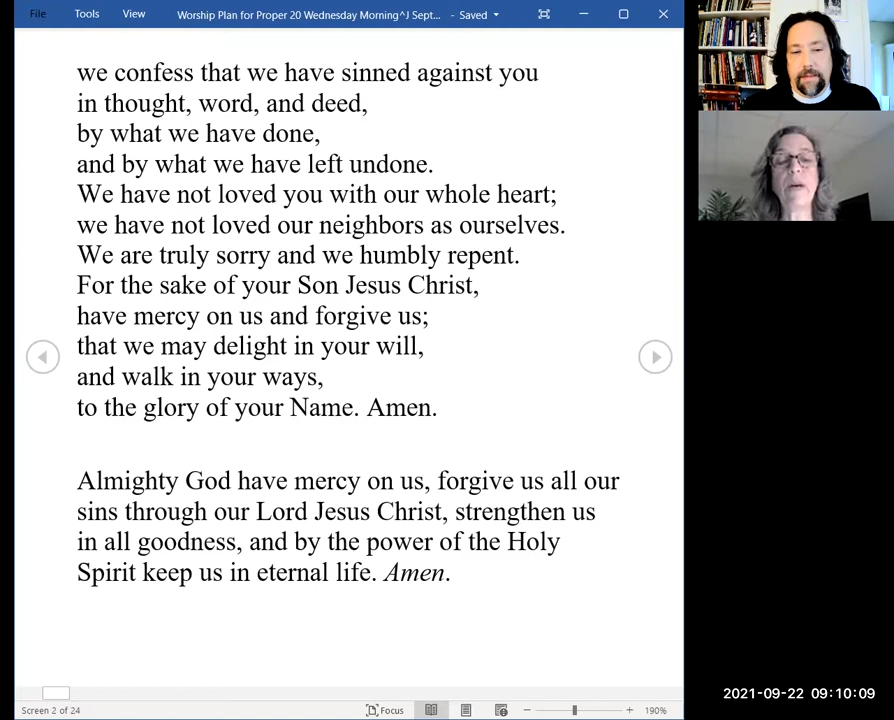 File Tools View Worship Plan for Proper 20 Wednesday Morning^J Sept... - Saved
we confess that we have sinned against you
in thought, word, and deed,
by what we have done,
and by what we have left undone.
We have not loved you with our whole heart;
we have not loved our neighbors as ourselves.
We are truly sorry and we humbly repent.
For the sake of your Son Jesus Christ,
have mercy on us and forgive us;
that we may delight in your will,
and walk in your ways,
to the glory of your Name. Amen.
Almighty God have mercy on us, forgive us all our
sins through our Lord Jesus Christ, strengthen us
in all goodness, and by the power of the Holy
Spirit keep us in eternal life. Amen.
Screen 2 of 24 Focus 190%
2021-09-22 09:10:09